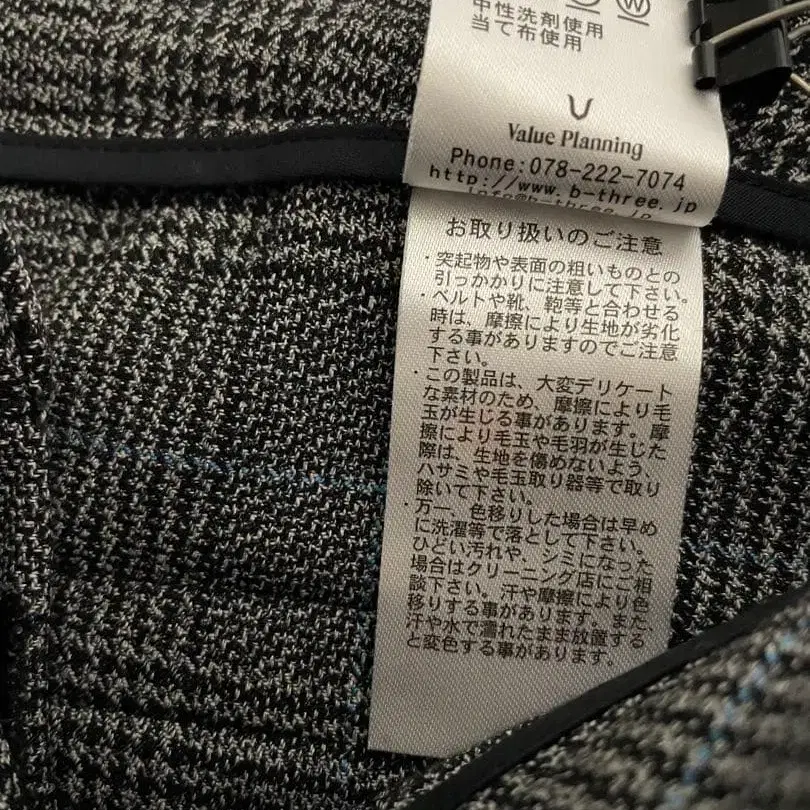 中性洗剤使用
当て布使用
Value Planning
Phone:078-222-7074
http://www.b-three.jp
info@b-three.jp
お取り扱いのご注意
・突起物や表面の粗いものとの
引っかかりに注意して下さい。
・ベルトや靴、鞄等と合わせる
時は、摩擦により生地が劣化
する事がありますのでご注意
下さい。
・この製品は、大変デリケート
な素材のため、摩擦により毛
玉が生じる事があります。摩
擦により毛玉や毛羽が生じた
際は、生地を傷めないよう、
ハサミや毛玉取り器等で取り
除いて下さい。
・万一、色移りした場合は早め
に洗濯等で落として下さい。
ひどい汚れや、シミになった
場合はクリーニング店にご相
談下さい。汗や摩擦により色
移りする事があります。また、
汗や水で濡れたまま放置する
と変色する事があります。